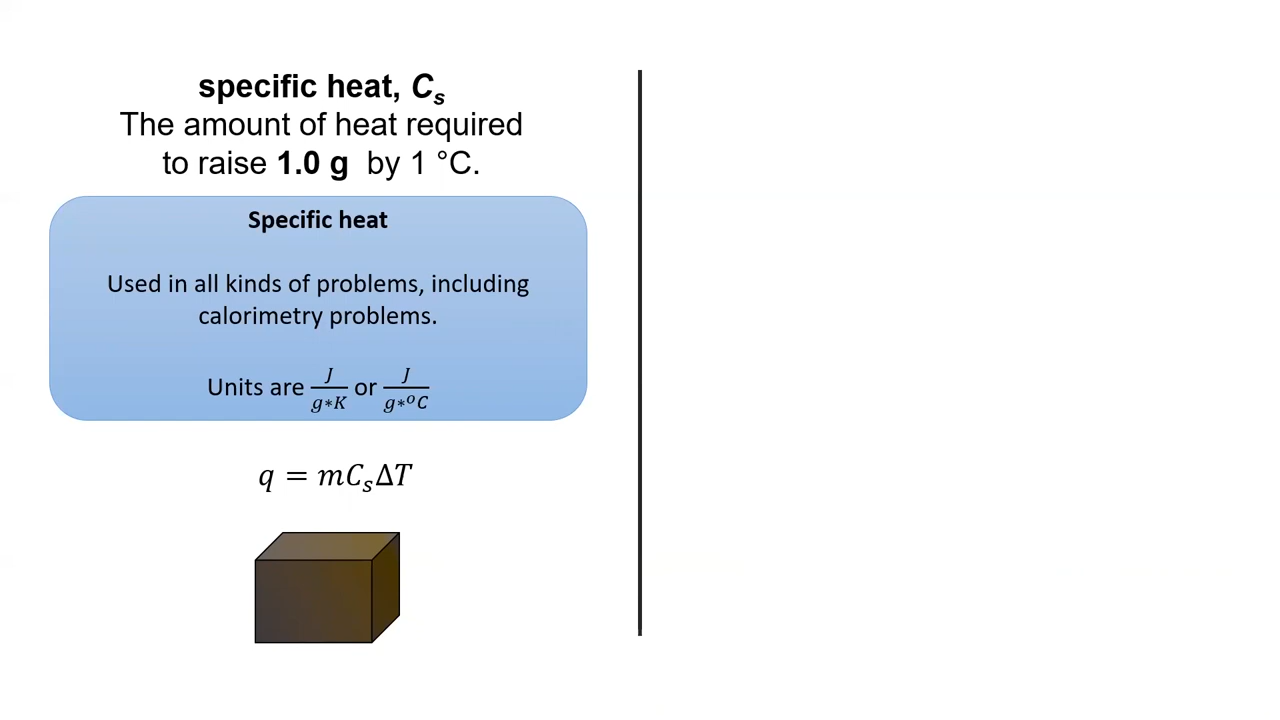 specific heat, Cₛ
The amount of heat required
to raise 1.0 g by 1 °C.
Specific heat
Used in all kinds of problems, including
calorimetry problems.
Units are J/(g∗K) or J/(g∗°C)
q = mCₛΔT